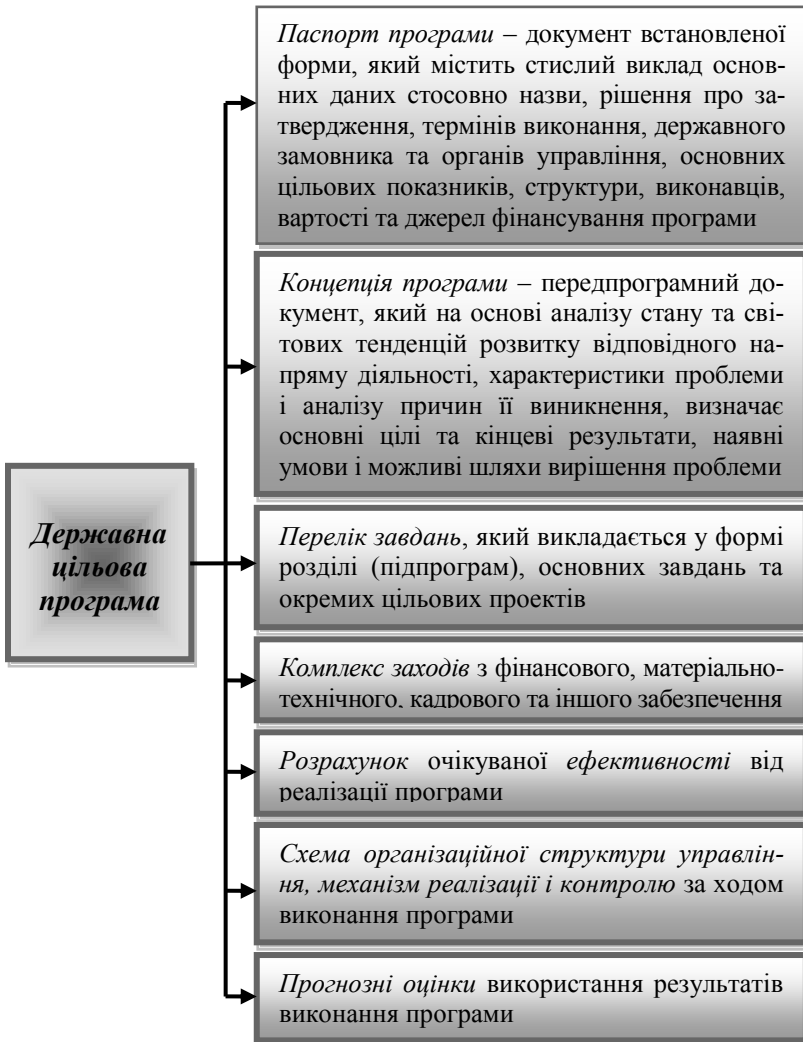 Паспорт програми – документ встановленої
форми, який містить стислий виклад основ-
них даних стосовно назви, рішення про за-
твердження, термінів виконання, державного
замовника та органів управління, основних
цільових показників, структури, виконавців,
вартості та джерел фінансування програми
Концепція програми – передпрограмний до-
кумент, який на основі аналізу стану та сві-
тових тенденцій розвитку відповідного на-
пряму діяльності, характеристики проблеми
і аналізу причин її виникнення, визначає
основні цілі та кінцеві результати, наявні
умови і можливі шляхи вирішення проблеми
Державна
цільова
програма
Перелік завдань, який викладається у формі
розділі (підпрограм), основних завдань та
окремих цільових проектів
Комплекс заходів з фінансового, матеріально-
технічного, кадрового та іншого забезпечення
Розрахунок очікуваної ефективності від
реалізації програми
Схема організаційної структури управлін-
ня, механізм реалізації і контролю за ходом
виконання програми
Прогнозні оцінки використання результатів
виконання програми